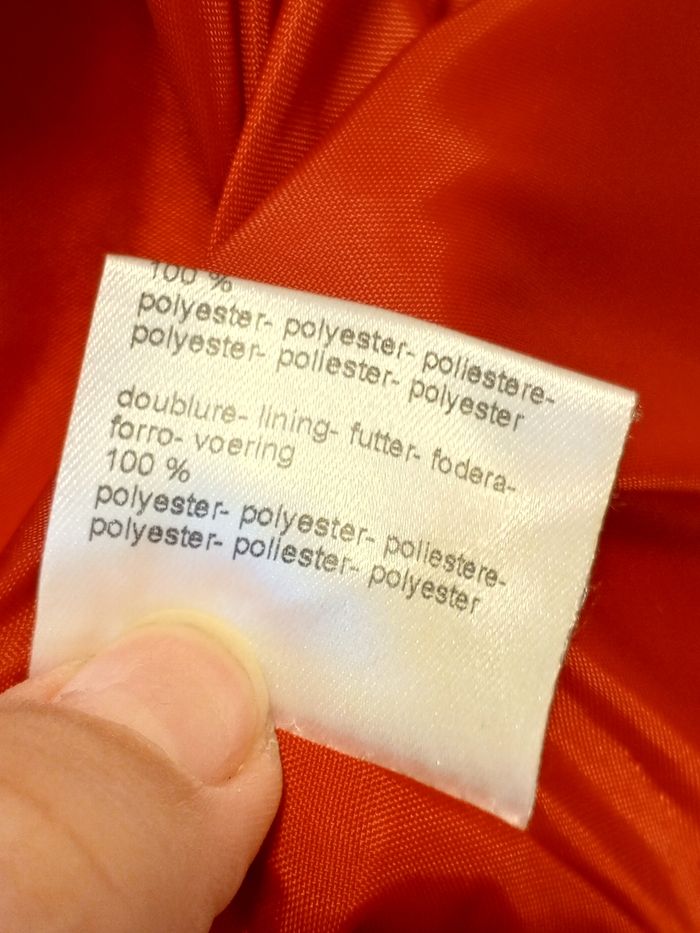 100 %
polyester- polyester- poliestere-
polyester- poliester- polyester
doublure- lining- futter- fodera-
forro- voering
100 %
polyester- polyester- poliestere-
polyester- poliester- polyester